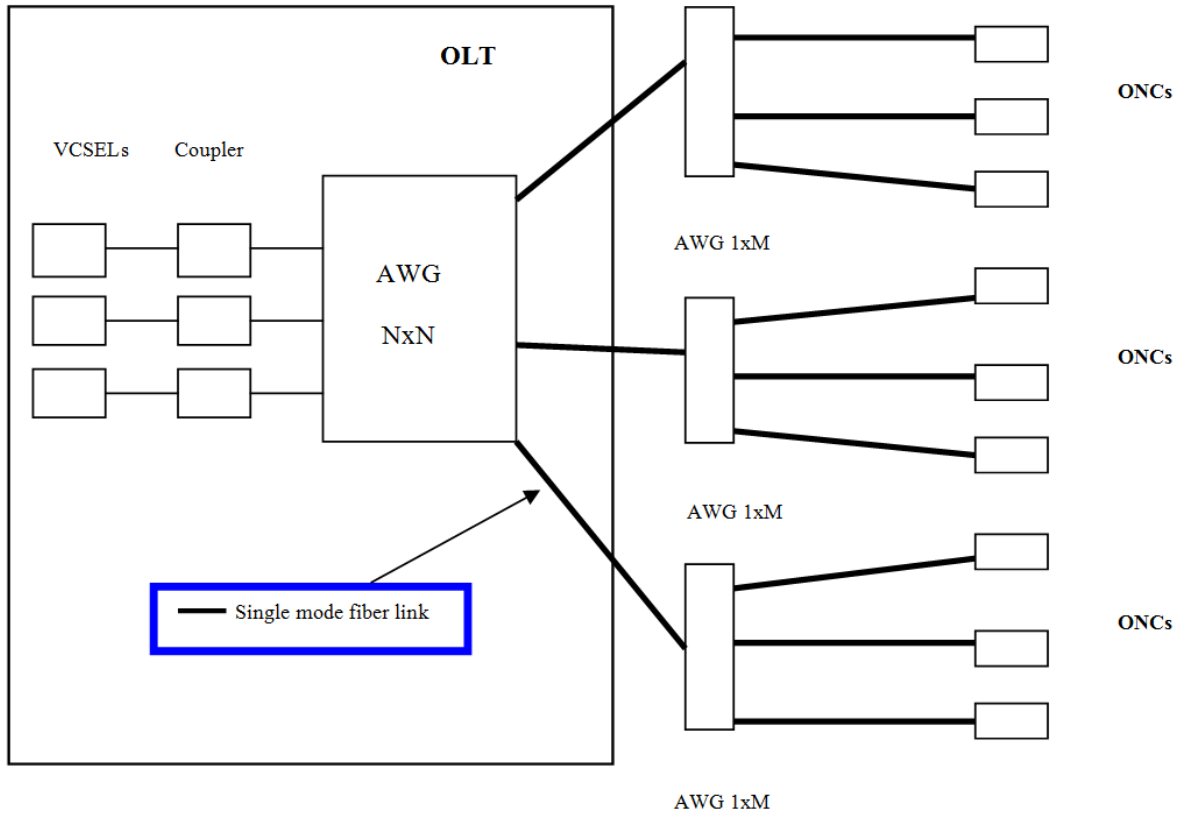 OLT
ONCs
VCSELs
Coupler
AWG 1xM
AWG
NxN
ONCs
AWG 1xM
Single mode fiber link
ONCs
AWG 1xM